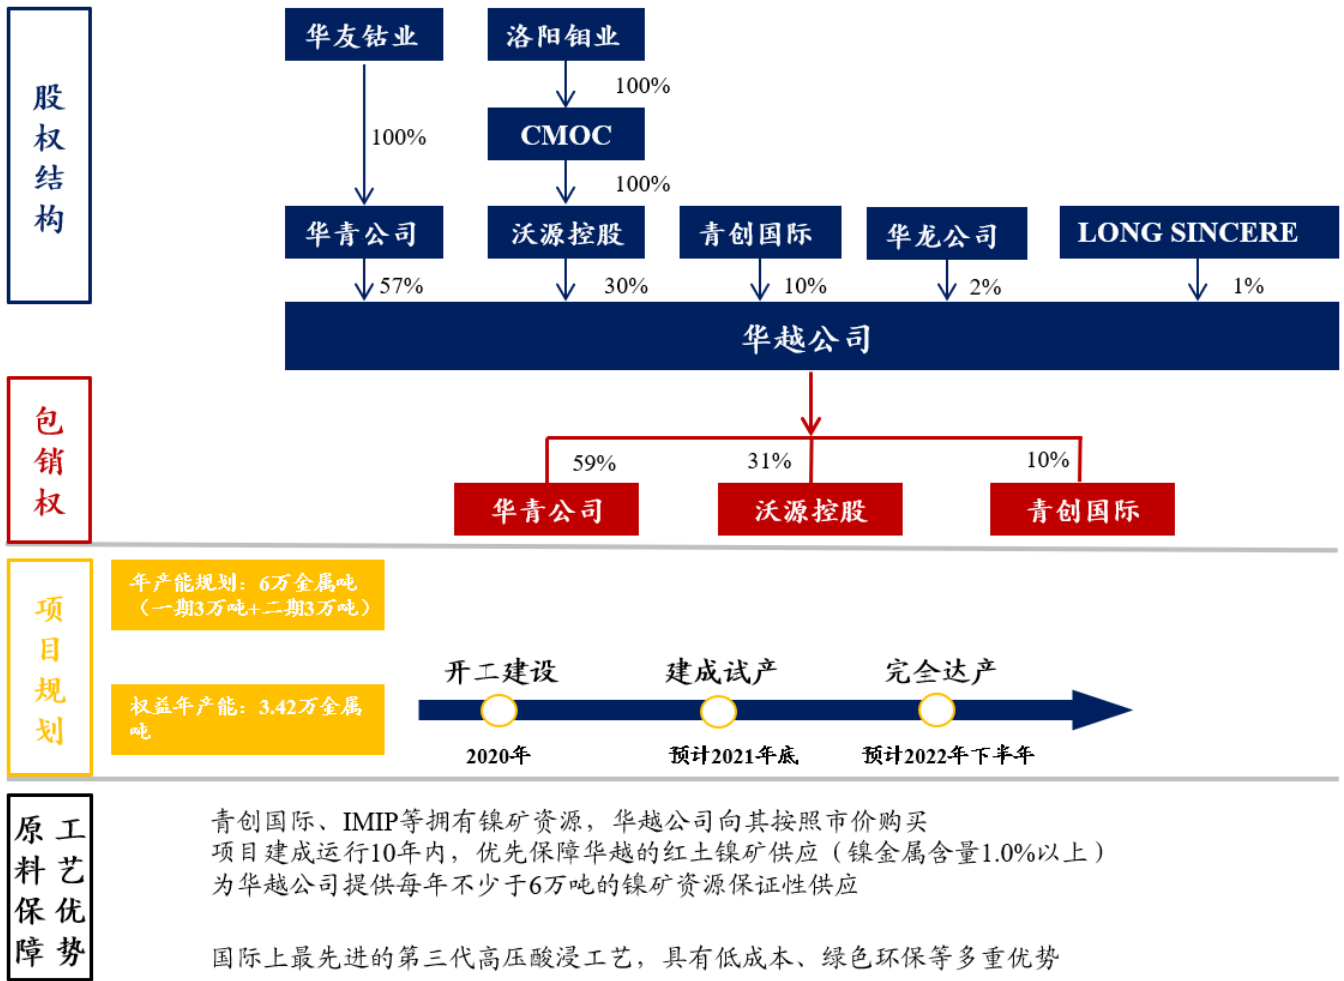 股权结构
华友钴业
洛阳钼业
100%
CMOC
100%
100%
华青公司
沃源控股
青创国际
华龙公司
LONG SINCERE
57%
30%
10%
2%
1%
华越公司
包销权
59%
31%
10%
华青公司
沃源控股
青创国际
项目规划
年产能规划：6万金属吨
（一期3万吨+二期3万吨）
权益年产能：3.42万金属
吨
开工建设
建成试产
完全达产
2020年
预计2021年底
预计2022年下半年
原料保障
工艺优势
青创国际、IMIP等拥有镍矿资源，华越公司向其按照市价购买
项目建成运行10年内，优先保障华越的红土镍矿供应（镍金属含量1.0%以上）
为华越公司提供每年不少于6万吨的镍矿资源保证性供应
国际上最先进的第三代高压酸浸工艺，具有低成本、绿色环保等多重优势